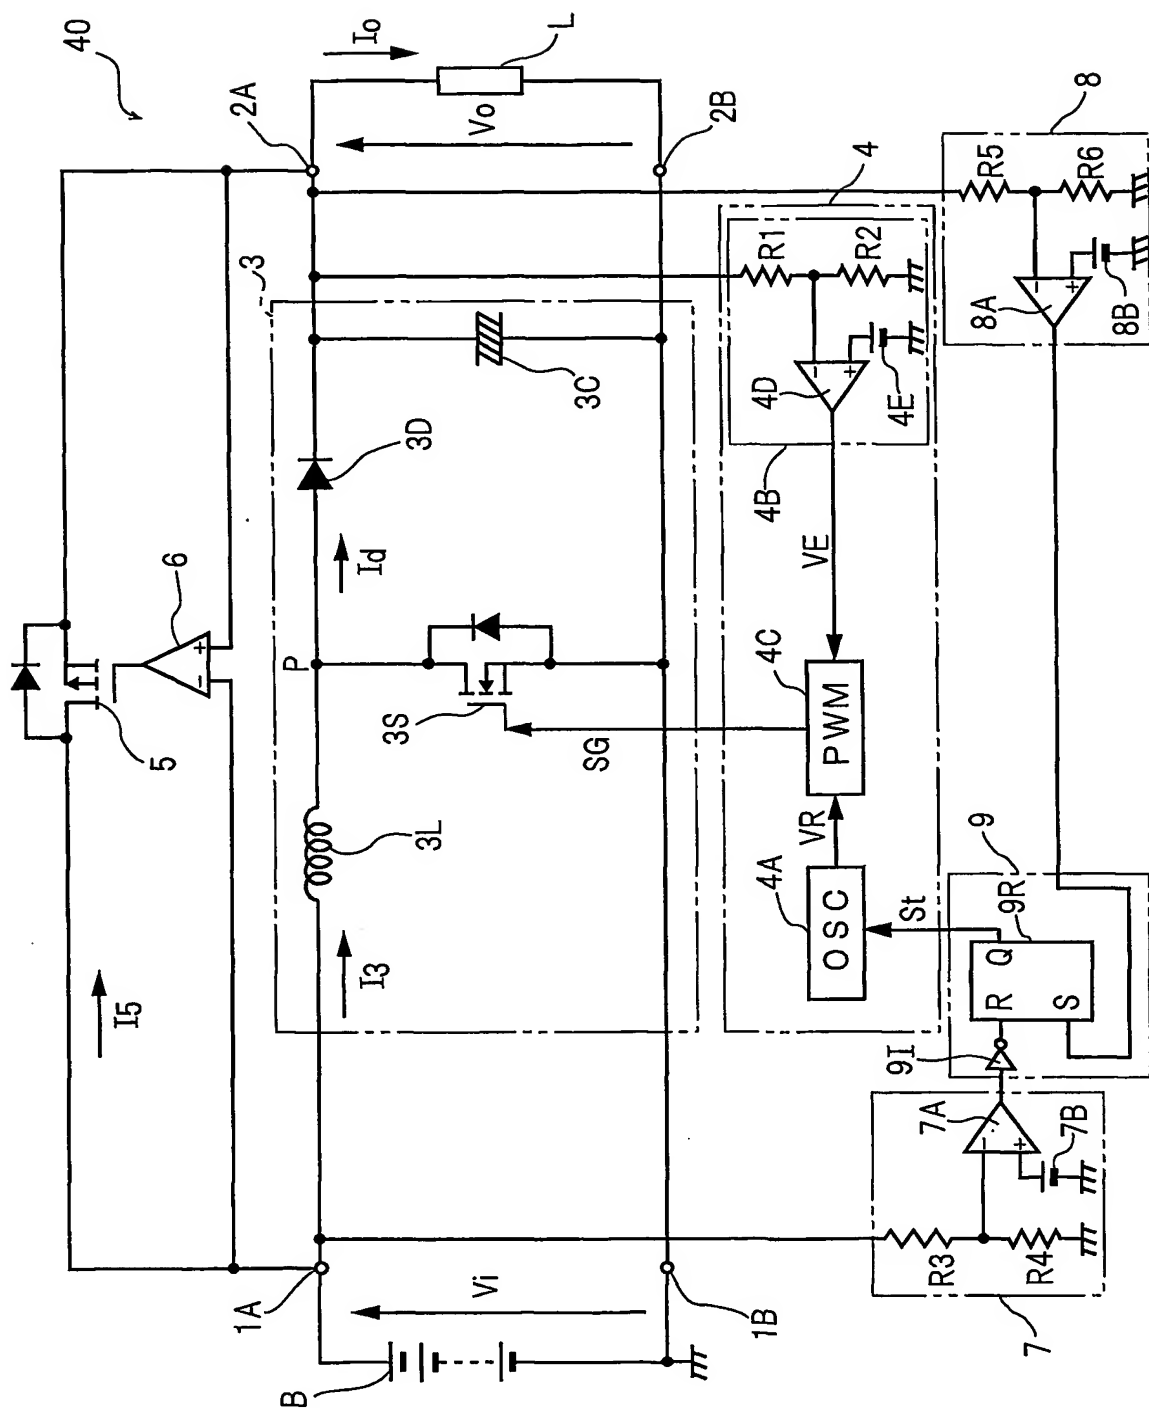 40
5
6
I5
1A
2A
3
P
Id
I3
3L
3D
3C
3S
SG
Io
L
Vo
2B
Vi
B
1B
4
4A
OSC
VR
4C
PWM
VE
4B
4D
4E
R1
R2
St
7
R3
R4
7A
-
+
7B
9
9I
9R
R
Q
S
8
8A
-
+
8B
R5
R6
-
+
-
+